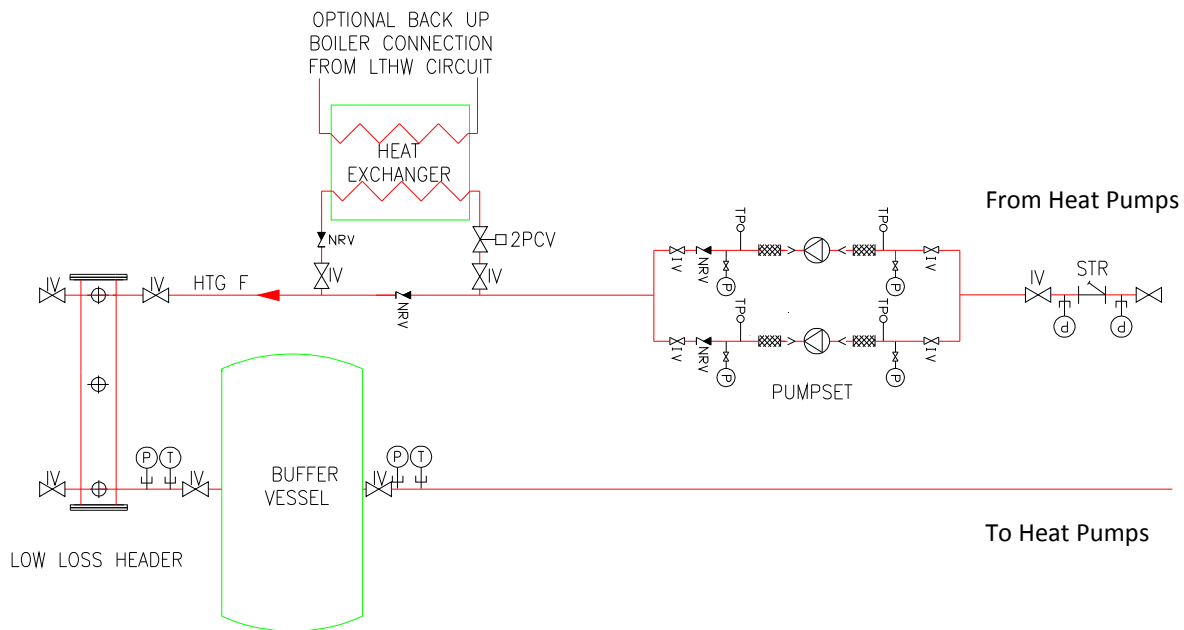 OPTIONAL BACK UP
BOILER CONNECTION
FROM LTHW CIRCUIT
HEAT
EXCHANGER
NRV
2PCV
IV
IV
From Heat Pumps
TP
TP
IV
NRV
P
P
IV
IV
STR
P
P
IV
IV
HTG F
NRV
TP
TP
IV
NRV
P
P
IV
PUMPSET
P
T
IV
IV
P
T
IV
BUFFER
VESSEL
To Heat Pumps
LOW LOSS HEADER